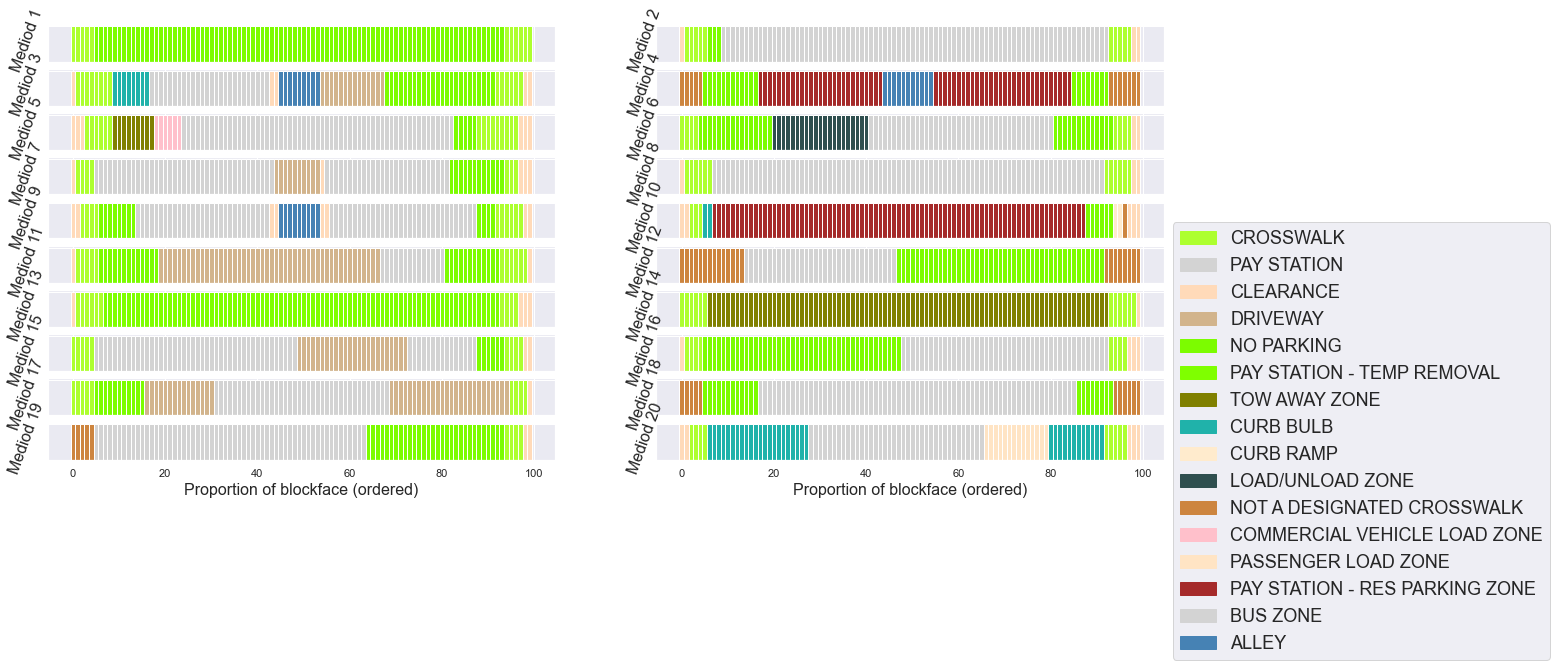 Mediod 1
Mediod 3
Mediod 5
Mediod 7
Mediod 9
Mediod 11
Mediod 13
Mediod 15
Mediod 17
Mediod 19
0 20 40 60 80 100
Proportion of blockface (ordered)
Mediod 2
Mediod 4
Mediod 6
Mediod 8
Mediod 10
Mediod 12
Mediod 14
Mediod 16
Mediod 18
Mediod 20
0 20 40 60 80 100
Proportion of blockface (ordered)
CROSSWALK
PAY STATION
CLEARANCE
DRIVEWAY
NO PARKING
PAY STATION - TEMP REMOVAL
TOW AWAY ZONE
CURB BULB
CURB RAMP
LOAD/UNLOAD ZONE
NOT A DESIGNATED CROSSWALK
COMMERCIAL VEHICLE LOAD ZONE
PASSENGER LOAD ZONE
PAY STATION - RES PARKING ZONE
BUS ZONE
ALLEY